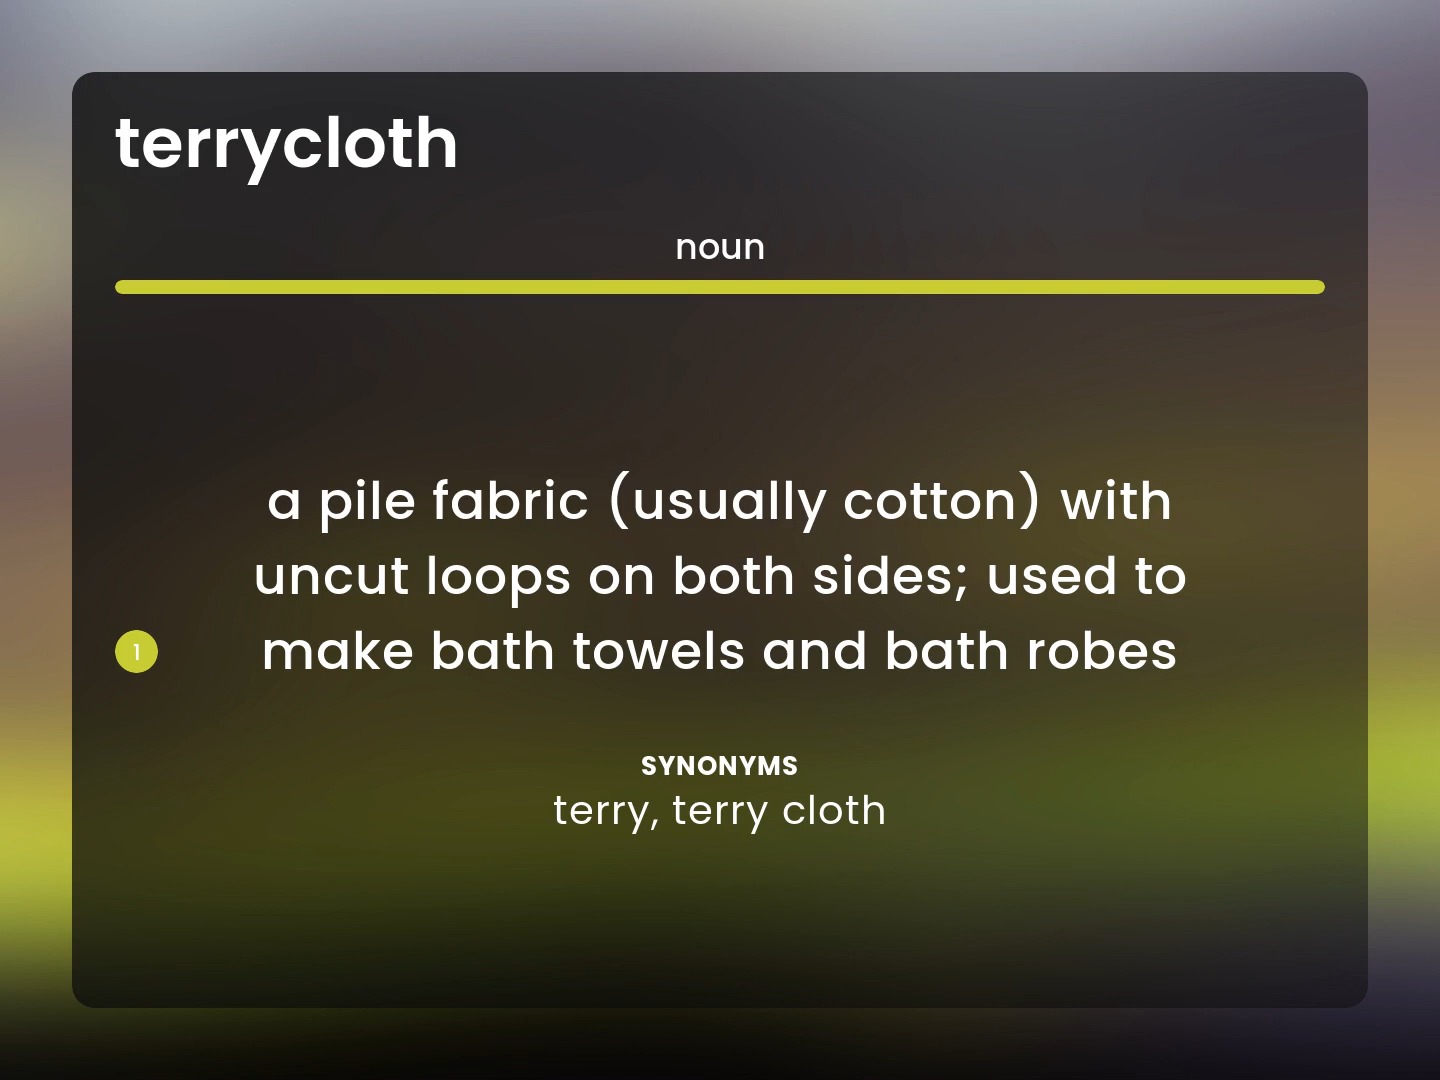 terrycloth
noun
a pile fabric (usually cotton) with
uncut loops on both sides; used to
1 make bath towels and bath robes
SYNONYMS
terry, terry cloth